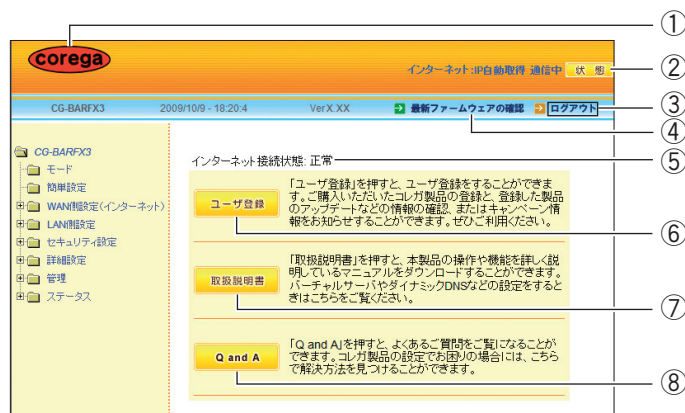 ①
corega
インターネット:IP自動取得 通信中 状 態
②
CG-BARFX3 2009/10/9 - 18:20:4 VerX.XX 最新ファームウェアの確認 ログアウト
③
④
CG-BARFX3
モード
簡単設定
WAN側設定(インターネット)
LAN側設定
セキュリティ設定
詳細設定
管理
ステータス
インターネット接続状態: 正常
⑤
ユーザ登録
「ユーザ登録」を押すと、ユーザ登録をすることができま
す。ご購入いただいたコレガ製品の登録と、登録した製品
のアップデートなどの情報の確認、またはキャンペーン情
報をお知らせすることができます。ぜひご利用ください。
⑥
取扱説明書
「取扱説明書」を押すと、本製品の操作や機能を詳しく説
明しているマニュアルをダウンロードすることができます。
バーチャルサーバやダイナミックDNSなどの設定をすると
きはこちらをご覧ください。
⑦
Q and A
「Q and A」を押すと、よくあるご質問をご覧になることが
できます。コレガ製品の設定でお困りの場合には、こちら
で解決方法を見つけることができます。
⑧